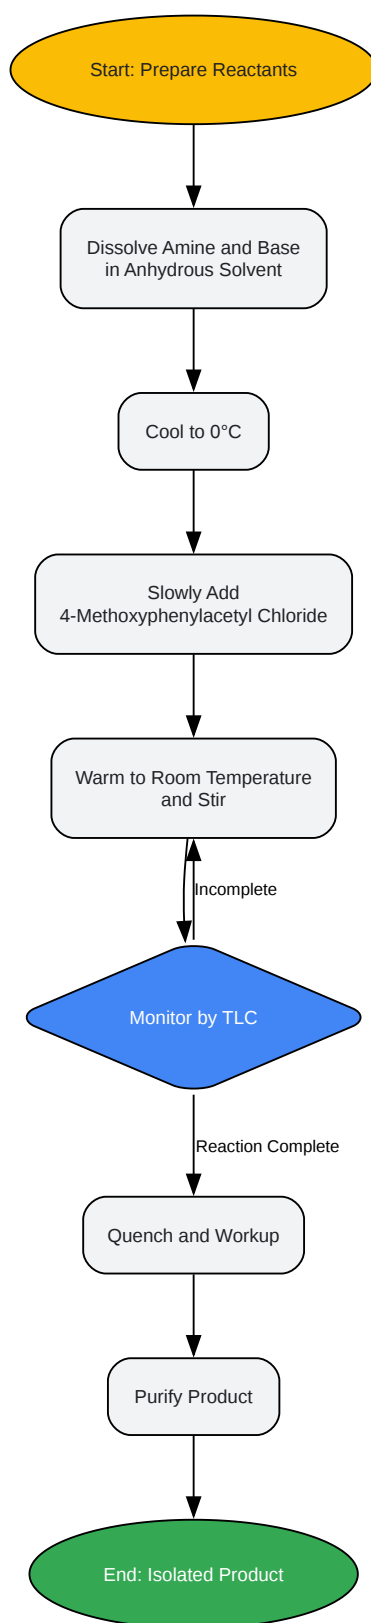 Start: Prepare Reactants
Dissolve Amine and Base
in Anhydrous Solvent
Cool to 0°C
Slowly Add
4-Methoxyphenylacetyl Chloride
Warm to Room Temperature
and Stir
Incomplete
Monitor by TLC
Reaction Complete
Quench and Workup
Purify Product
End: Isolated Product